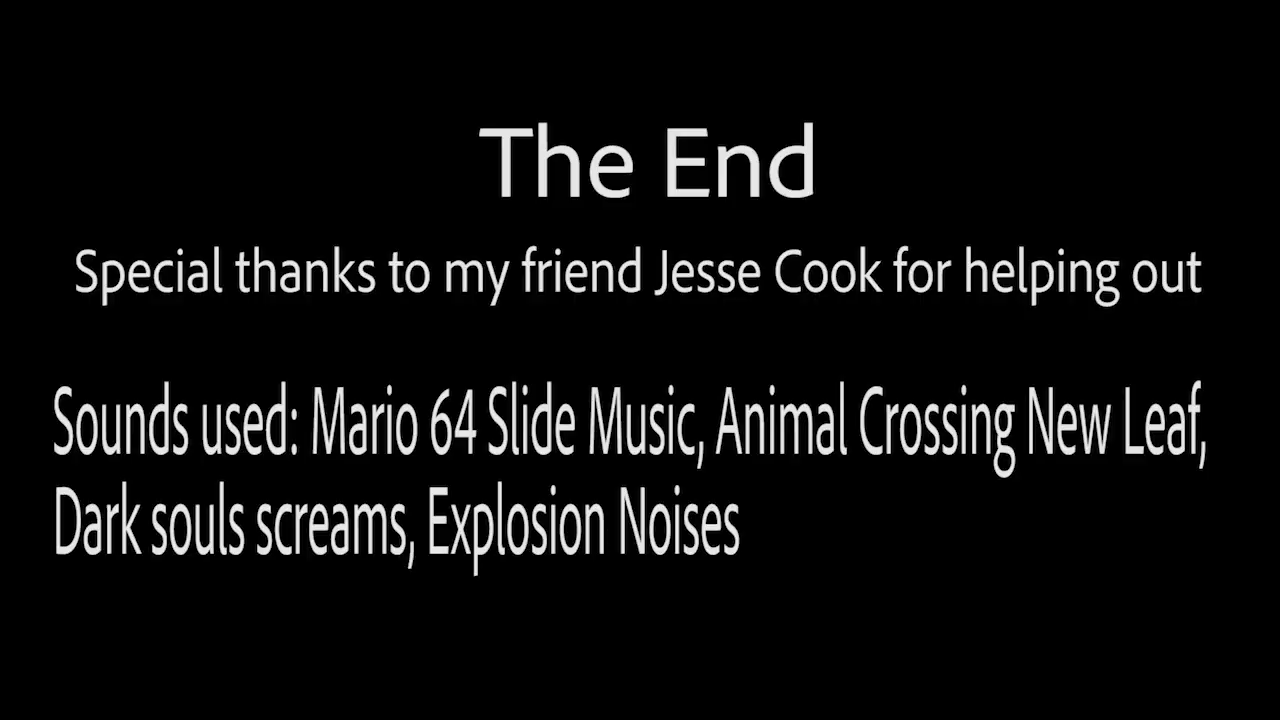 The End
Special thanks to my friend Jesse Cook for helping out
Sounds used: Mario 64 Slide Music, Animal Crossing New Leaf,
Dark souls screams, Explosion Noises